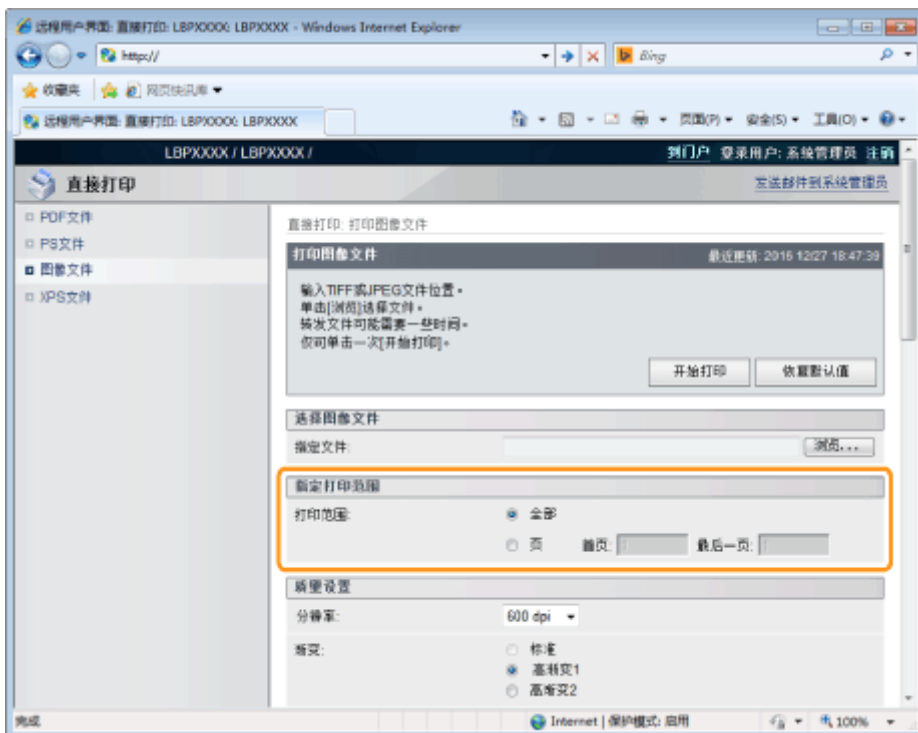 远程用户界面: 直接打印: LBPXXXX: LBPXXXX - Windows Internet Explorer
http://
Bing
收藏夹 网页快讯库
远程用户界面: 直接打印: LBPXXXX: LBPXXXX
页面(P) 安全(S) 工具(O)
LBPXXXX / LBPXXXX / 到门户 登录用户: 系统管理员 注销
直接打印 发送邮件到系统管理员
PDF文件
PS文件
图像文件
XPS文件
直接打印: 打印图像文件
打印图像文件 最近更新: 2016 12/27 18:47:39
输入TIFF或JPEG文件位置。
单击[浏览]选择文件。
转发文件可能需要一些时间。
仅可单击一次[开始打印]。
开始打印 恢复默认值
选择图像文件
指定文件: 浏览...
指定打印范围
打印范围: 全部
页 首页: 1 最后一页: 1
质量设置
分辨率: 600 dpi
渐变: 标准
高渐变1
高渐变2
完成 Internet | 保护模式: 启用 100%